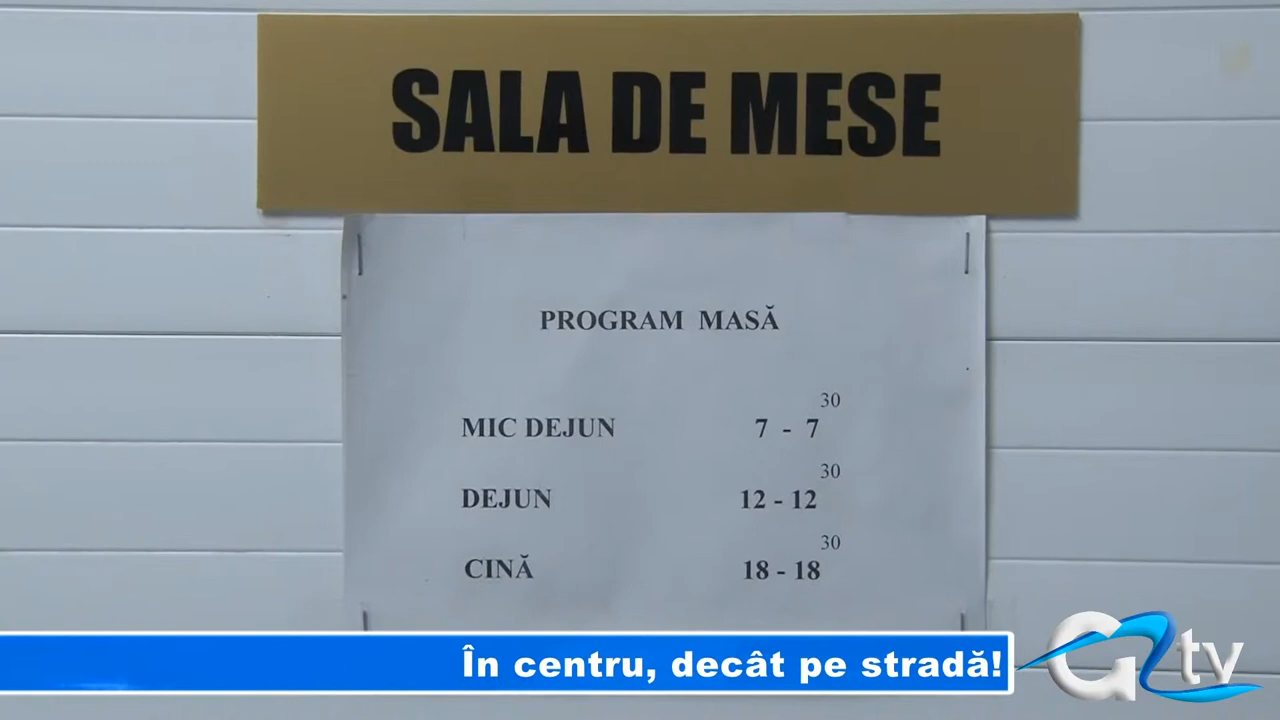 SALA DE MESE
PROGRAM MASĂ
MIC DEJUN 7 - 7 30
DEJUN 12 - 12 30
CINĂ 18 - 18 30
În centru, decât pe stradă!
G tv